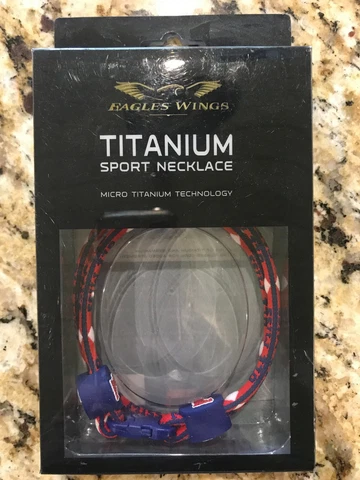 EAGLES WINGS
TITANIUM
SPORT NECKLACE
MICRO TITANIUM TECHNOLOGY